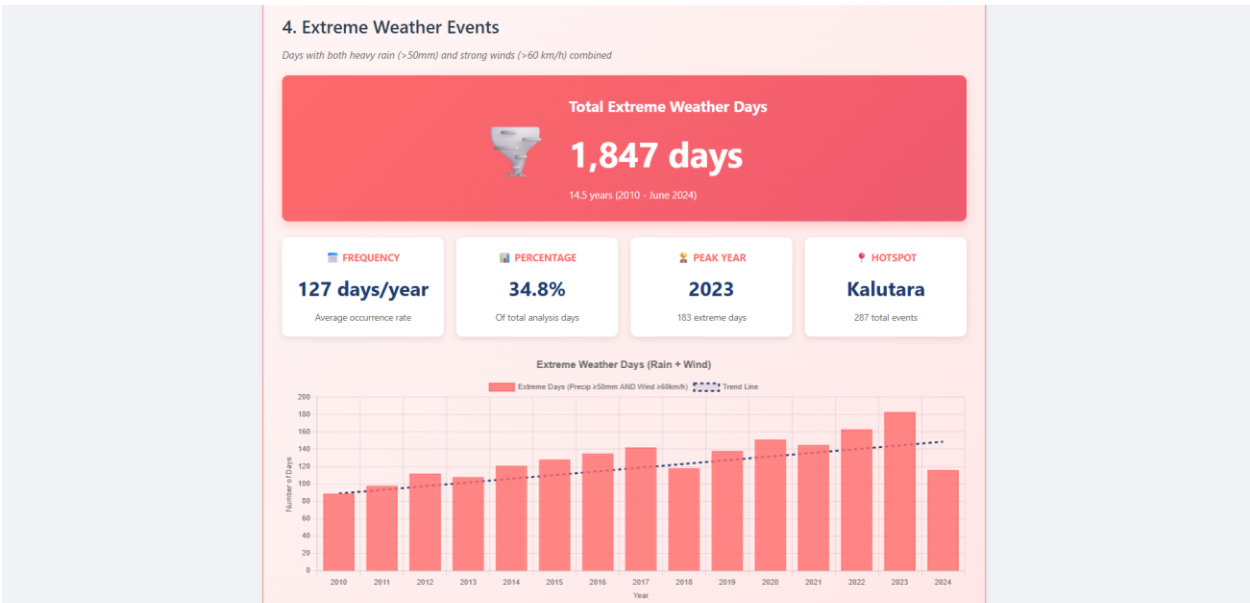 4. Extreme Weather Events
Days with both heavy rain (>50mm) and strong winds (>60 km/h) combined
Total Extreme Weather Days
1,847 days
14.5 years (2010 - June 2024)
FREQUENCY
127 days/year
Average occurrence rate
PERCENTAGE
34.8%
Of total analysis days
PEAK YEAR
2023
183 extreme days
HOTSPOT
Kalutara
287 total events
Extreme Weather Days (Rain + Wind)
Extreme Days (Precip ≥50mm AND Wind ≥60km/h) Trend Line
200
180
160
140
120
100
80
60
40
20
0
Number of Days
2010 2011 2012 2013 2014 2015 2016 2017 2018 2019 2020 2021 2022 2023 2024
Year